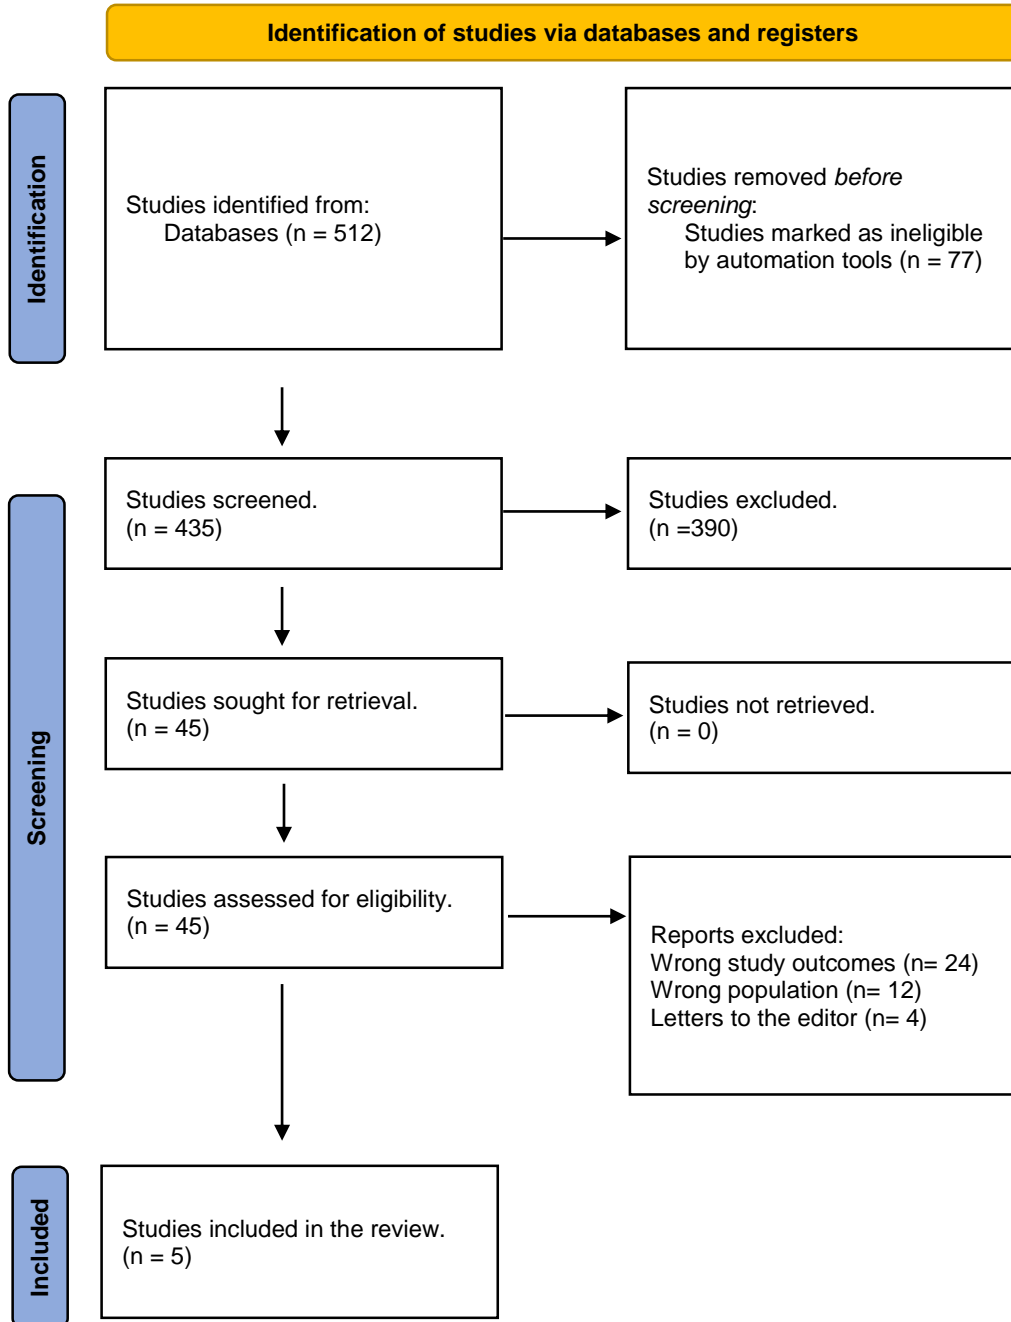 Identification of studies via databases and registers
Identification
Studies identified from:
Databases (n = 512)
Studies removed before
screening:
Studies marked as ineligible
by automation tools (n = 77)
Screening
Studies screened.
(n = 435)
Studies excluded.
(n =390)
Studies sought for retrieval.
(n = 45)
Studies not retrieved.
(n = 0)
Studies assessed for eligibility.
(n = 45)
Reports excluded:
Wrong study outcomes (n= 24)
Wrong population (n= 12)
Letters to the editor (n= 4)
Included
Studies included in the review.
(n = 5)